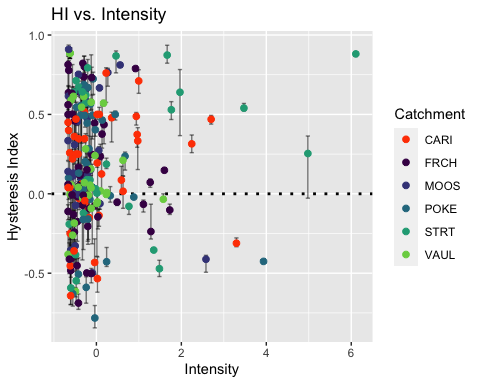 HI vs. Intensity
1.0
0.5
0.0
-0.5
Hysteresis Index
0
2
4
6
Intensity
Catchment
CARI
FRCH
MOOS
POKE
STRT
VAUL